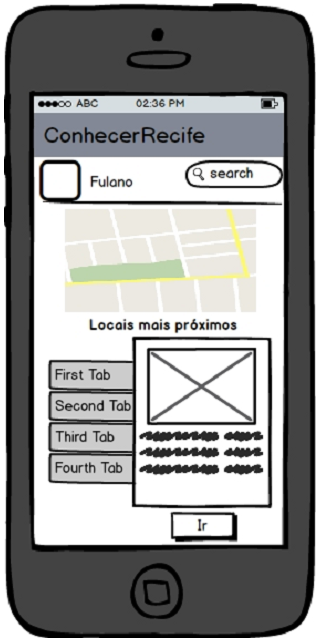 ABC 02:36 PM
ConhecerRecife
Fulano
search
Locais mais próximos
First Tab
Second Tab
Third Tab
Fourth Tab
Ir